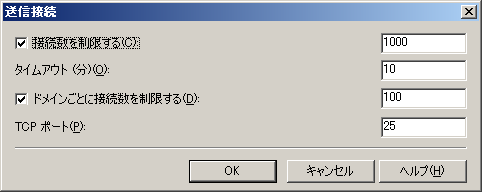 送信接続
接続数を制限する(C): 1000
タイムアウト (分)(O): 10
ドメインごとに接続数を制限する(D): 100
TCP ポート(P): 25
OK キャンセル ヘルプ(H)